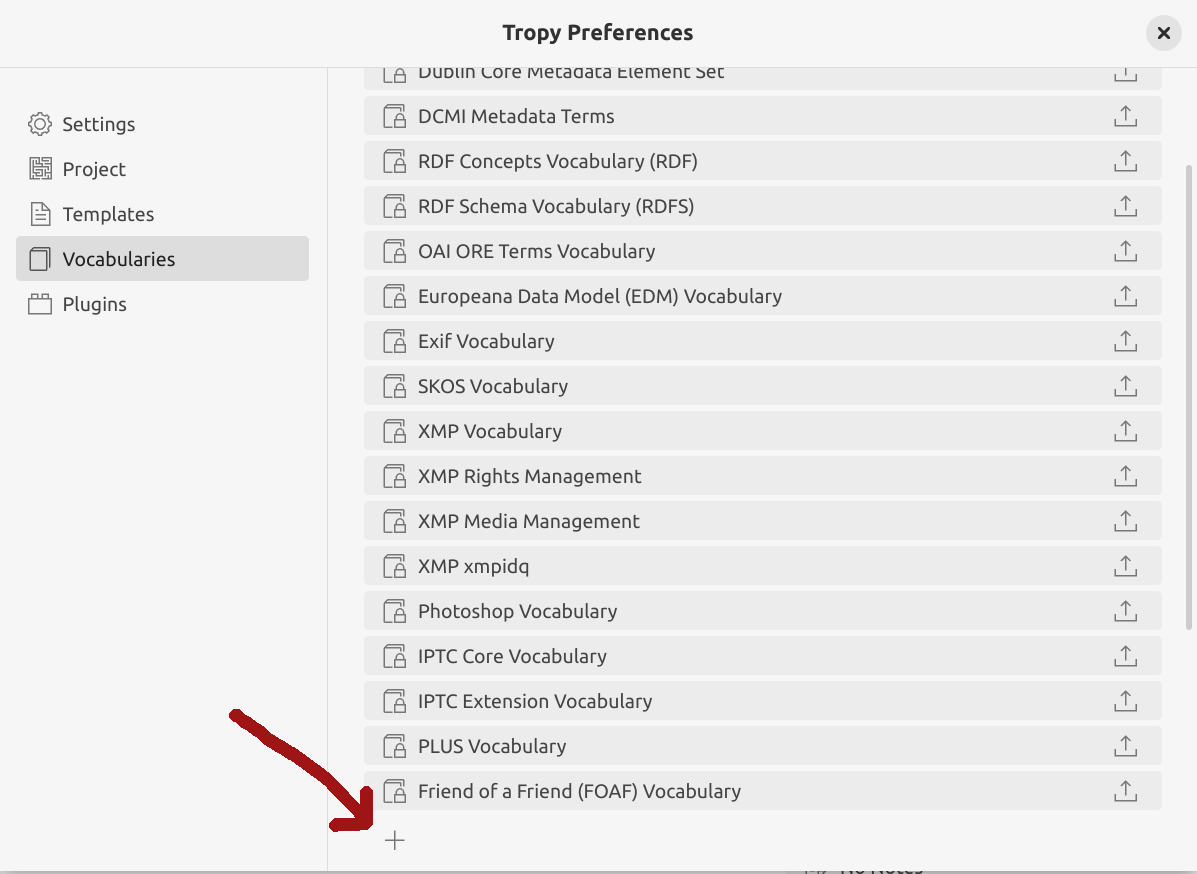 Tropy Preferences
Settings
Project
Templates
Vocabularies
Plugins
Dublin Core Metadata Element Set
DCMI Metadata Terms
RDF Concepts Vocabulary (RDF)
RDF Schema Vocabulary (RDFS)
OAI ORE Terms Vocabulary
Europeana Data Model (EDM) Vocabulary
Exif Vocabulary
SKOS Vocabulary
XMP Vocabulary
XMP Rights Management
XMP Media Management
XMP xmpidq
Photoshop Vocabulary
IPTC Core Vocabulary
IPTC Extension Vocabulary
PLUS Vocabulary
Friend of a Friend (FOAF) Vocabulary
No Notes